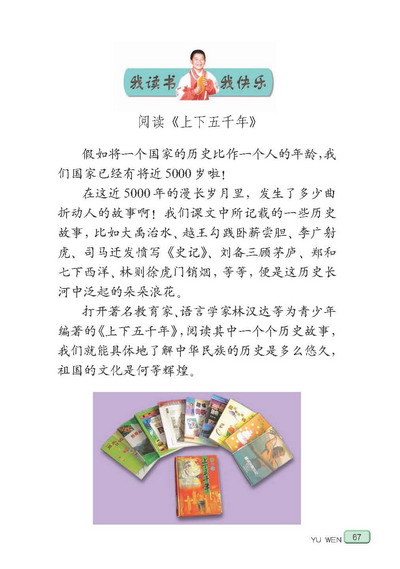 我读书 我快乐
阅读《上下五千年》
假如将一个国家的历史比作一个人的年龄,我
们国家已经有将近 5000 岁啦!
在这近 5000 年的漫长岁月里，发生了多少曲
折动人的故事啊！我们课文中所记载的一些历史
故事，比如大禹治水、越王勾践卧薪尝胆、李广射
虎、司马迁发愤写《史记》、刘备三顾茅庐、郑和
七下西洋、林则徐虎门销烟，等等，便是这历史长
河中泛起的朵朵浪花。
打开著名教育家、语言学家林汉达等为青少年
编著的《上下五千年》,阅读其中一个个历史故事，
我们就能具体地了解中华民族的历史是多么悠久，
祖国的文化是何等辉煌。
上下五千年
YU WEN 67